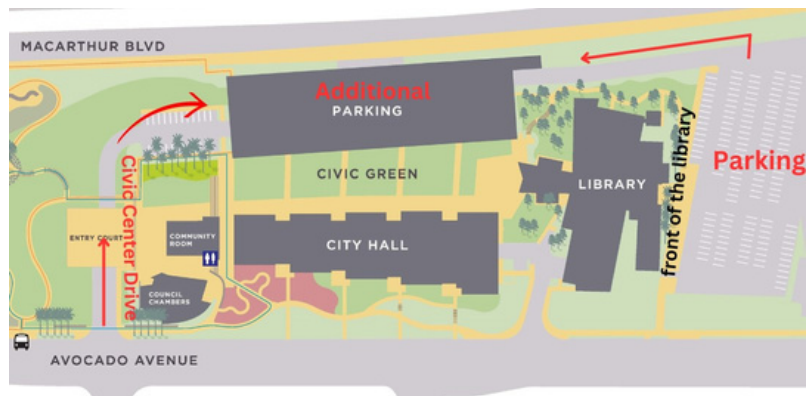 MACARTHUR BLVD
Additional
PARKING
Civic Center Drive
CIVIC GREEN
LIBRARY
front of the library
Parking
ENTRY COURT
COMMUNITY
ROOM
CITY HALL
COUNCIL
CHAMBERS
AVOCADO AVENUE